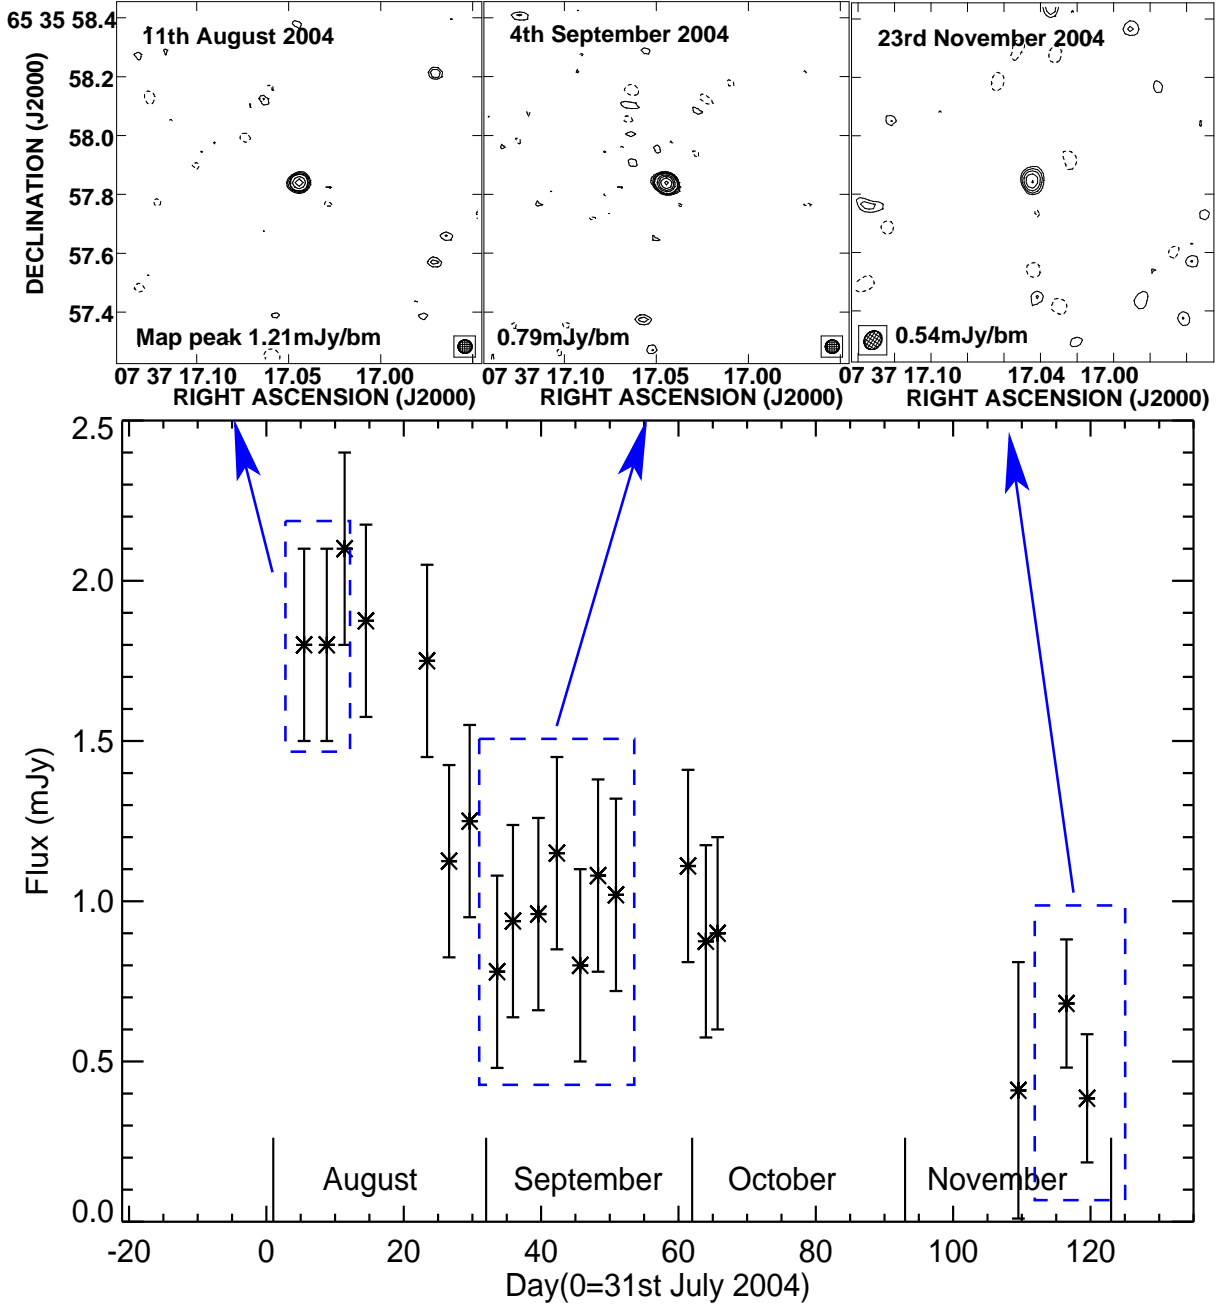 65 35 58.4
58.2
58.0
57.8
57.6
57.4
DECLINATION (J2000)
11th August 2004
Map peak 1.21mJy/bm
07 37 17.10 17.05 17.00
RIGHT ASCENSION (J2000)
4th September 2004
0.79mJy/bm
07 37 17.10 17.05 17.00
RIGHT ASCENSION (J2000)
23rd November 2004
0.54mJy/bm
07 37 17.10 17.04 17.00
RIGHT ASCENSION (J2000)
2.5
2.0
1.5
1.0
0.5
0.0
Flux (mJy)
August September October November
-20 0 20 40 60 80 100 120
Day(0=31st July 2004)